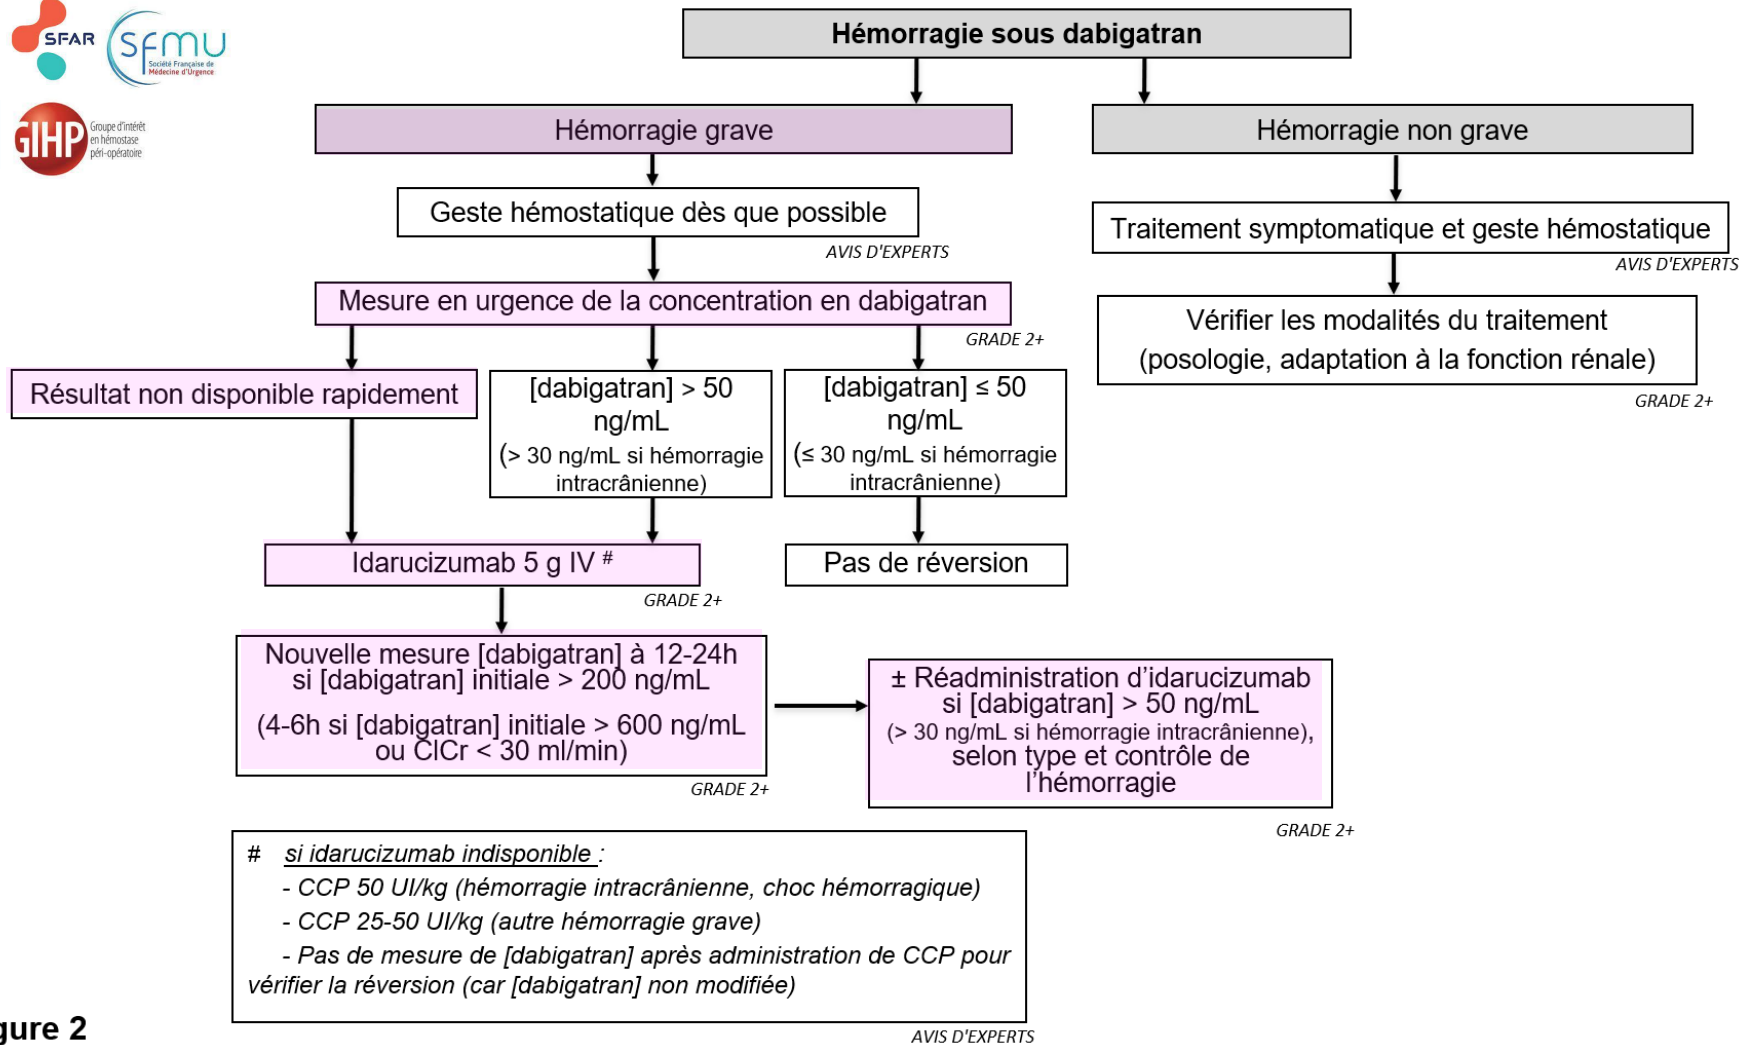 SFAR
SFMU
Société Française de
Médecine d'Urgence
GIHP
Groupe d'intérêt
en hémostase
péri-opératoire
Hémorragie sous dabigatran
Hémorragie grave
Hémorragie non grave
Geste hémostatique dès que possible
AVIS D'EXPERTS
Traitement symptomatique et geste hémostatique
AVIS D'EXPERTS
Mesure en urgence de la concentration en dabigatran
GRADE 2+
Vérifier les modalités du traitement
(posologie, adaptation à la fonction rénale)
GRADE 2+
Résultat non disponible rapidement
[dabigatran] > 50
ng/mL
(> 30 ng/mL si hémorragie
intracrânienne)
[dabigatran] ≤ 50
ng/mL
(≤ 30 ng/mL si hémorragie
intracrânienne)
Idarucizumab 5 g IV #
GRADE 2+
Pas de réversion
Nouvelle mesure [dabigatran] à 12-24h
si [dabigatran] initiale > 200 ng/mL
(4-6h si [dabigatran] initiale > 600 ng/mL
ou ClCr < 30 ml/min)
GRADE 2+
± Réadministration d’idarucizumab
si [dabigatran] > 50 ng/mL
(> 30 ng/mL si hémorragie intracrânienne),
selon type et contrôle de
l’hémorragie
GRADE 2+
# si idarucizumab indisponible :
- CCP 50 UI/kg (hémorragie intracrânienne, choc hémorragique)
- CCP 25-50 UI/kg (autre hémorragie grave)
- Pas de mesure de [dabigatran] après administration de CCP pour
vérifier la réversion (car [dabigatran] non modifiée)
AVIS D'EXPERTS
gure 2